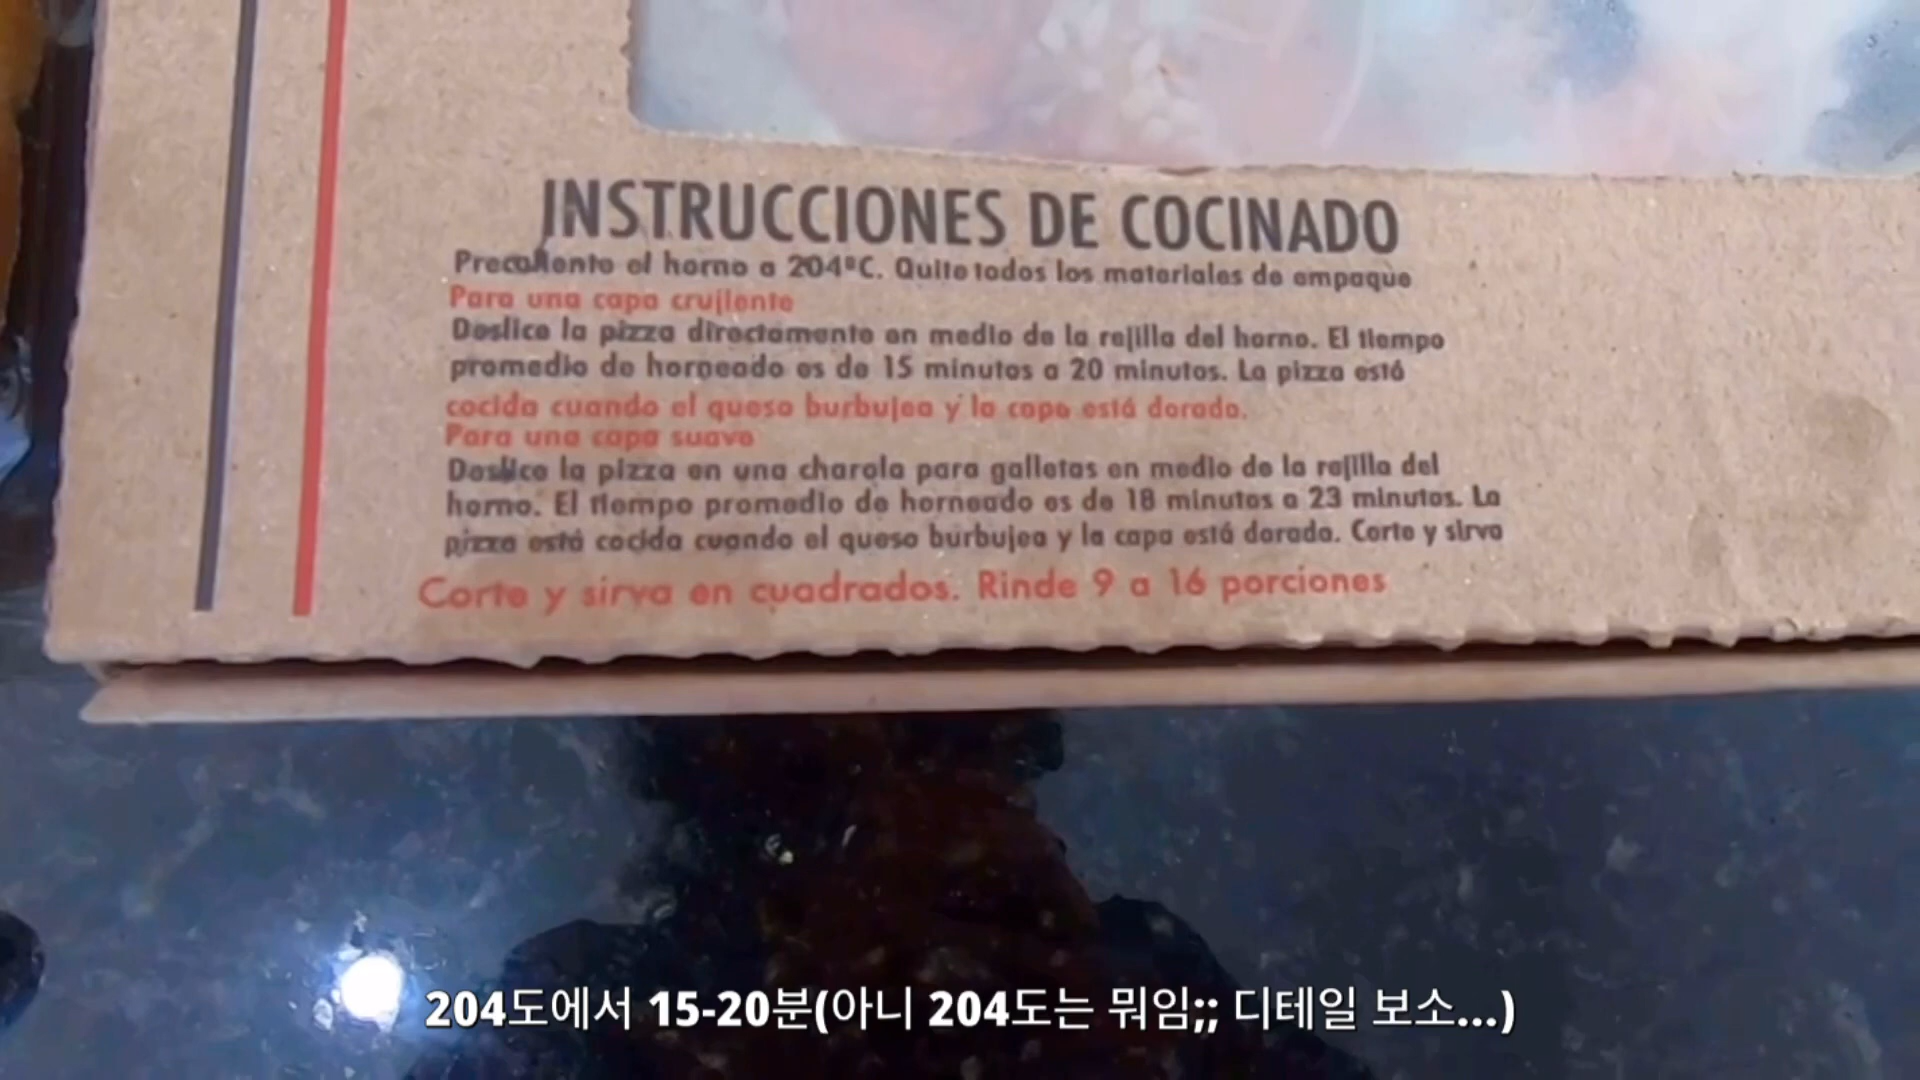 INSTRUCCIONES DE COCINADO
Precaliente el horno a 204ºC. Quite todos los materiales de empaque
Para una capa crujiente
Deslice la pizza directamente en medio de la rejilla del horno. El tiempo
promedio de horneado es de 15 minutos a 20 minutos. La pizza está
cocida cuando el queso burbujea y la capa está dorada.
Para una capa suave
Deslice la pizza en una charola para galletas en medio de la rejilla del
horno. El tiempo promedio de horneado es de 18 minutos a 23 minutos. La
pizza está cocida cuando el queso burbujea y la capa está dorada. Corte y sirva
Corte y sirva en cuadrados. Rinde 9 a 16 porciones
204도에서 15-20분(아니 204도는 뭐임;; 디테일 보소...)